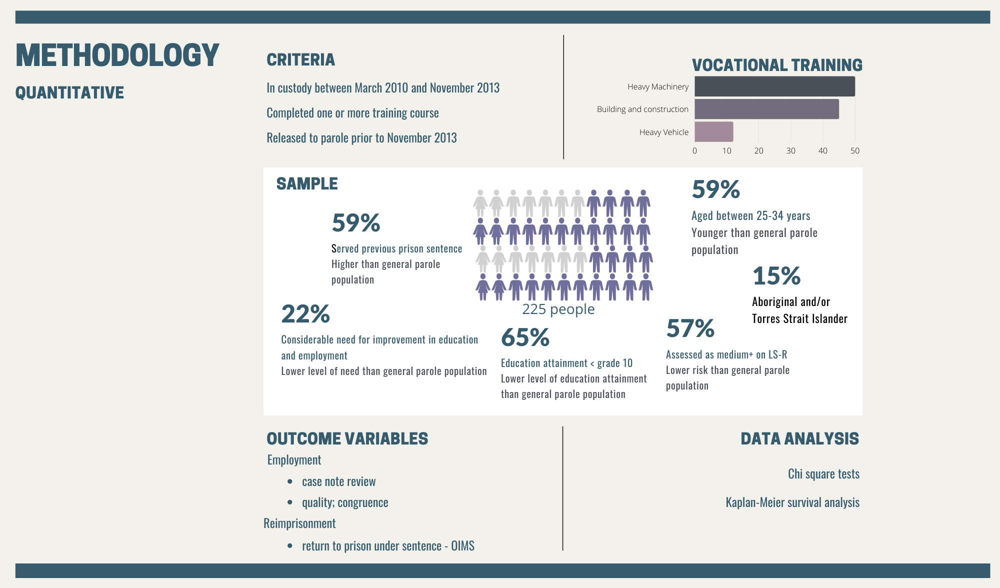 METHODOLOGY
QUANTITATIVE
CRITERIA
In custody between March 2010 and November 2013
Completed one or more training course
Released to parole prior to November 2013
VOCATIONAL TRAINING
Heavy Machinery
Building and construction
Heavy Vehicle
0 10 20 30 40 50
SAMPLE
59%
Served previous prison sentence
Higher than general parole
population
22%
Considerable need for improvement in education
and employment
Lower level of need than general parole population
225 people
65%
Education attainment < grade 10
Lower level of education attainment
than general parole population
59%
Aged between 25-34 years
Younger than general parole
population
15%
Aboriginal and/or
Torres Strait Islander
57%
Assessed as medium+ on LS-R
Lower risk than general parole
population
OUTCOME VARIABLES
Employment
• case note review
• quality; congruence
Reimprisonment
• return to prison under sentence - OIMS
DATA ANALYSIS
Chi square tests
Kaplan-Meier survival analysis